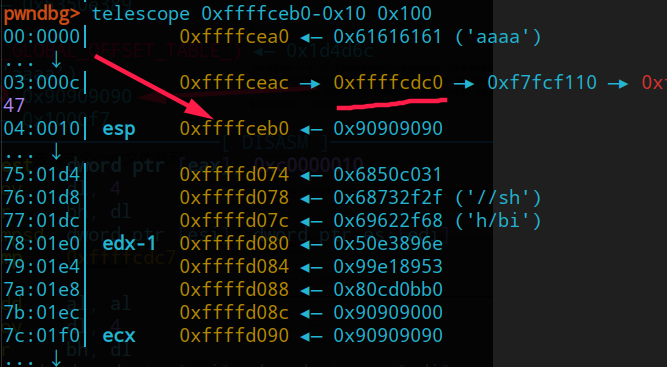 pwndbg> telescope 0xffffceb0-0x10 0x100
00:0000│ 0xffffcea0 ◂— 0x61616161 ('aaaa')
... ↓
03:000c│ 0xffffceac —▸ 0xffffcdc0 —▸ 0xf7fcf110 —▸
47
04:0010│ esp 0xffffceb0 ◂— 0x90909090
... ↓
75:01d4│ 0xffffd074 ◂— 0x6850c031
76:01d8│ 0xffffd078 ◂— 0x68732f2f ('//sh')
77:01dc│ 0xffffd07c ◂— 0x69622f68 ('h/bi')
78:01e0│ edx-1 0xffffd080 ◂— 0x50e3896e
79:01e4│ 0xffffd084 ◂— 0x99e18953
7a:01e8│ 0xffffd088 ◂— 0x80cd0bb0
7b:01ec│ 0xffffd08c ◂— 0x90909000
7c:01f0│ ecx 0xffffd090 ◂— 0x90909090
... ↓